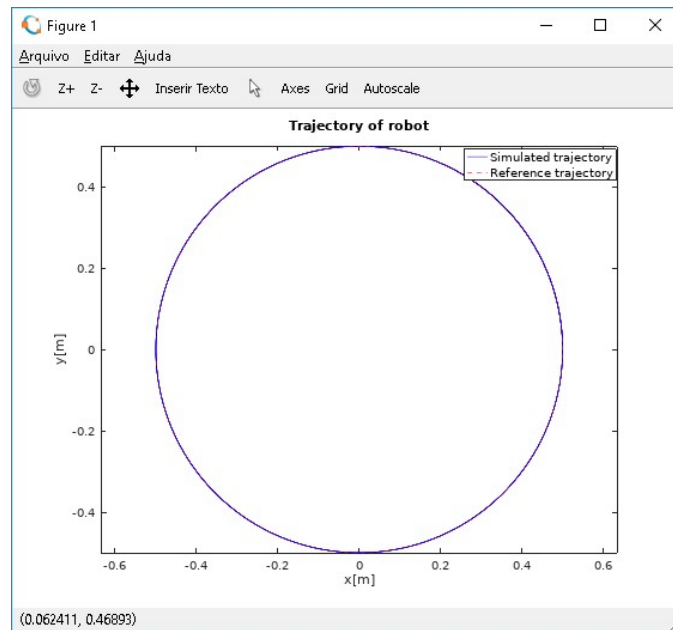 Figure 1
Arquivo Editar Ajuda
Z+ Z- Inserir Texto Axes Grid Autoscale
Trajectory of robot
Simulated trajectory
Reference trajectory
0.4
0.2
0
-0.2
-0.4
y[m]
-0.6 -0.4 -0.2 0 0.2 0.4 0.6
x[m]
(0.062411, 0.46893)